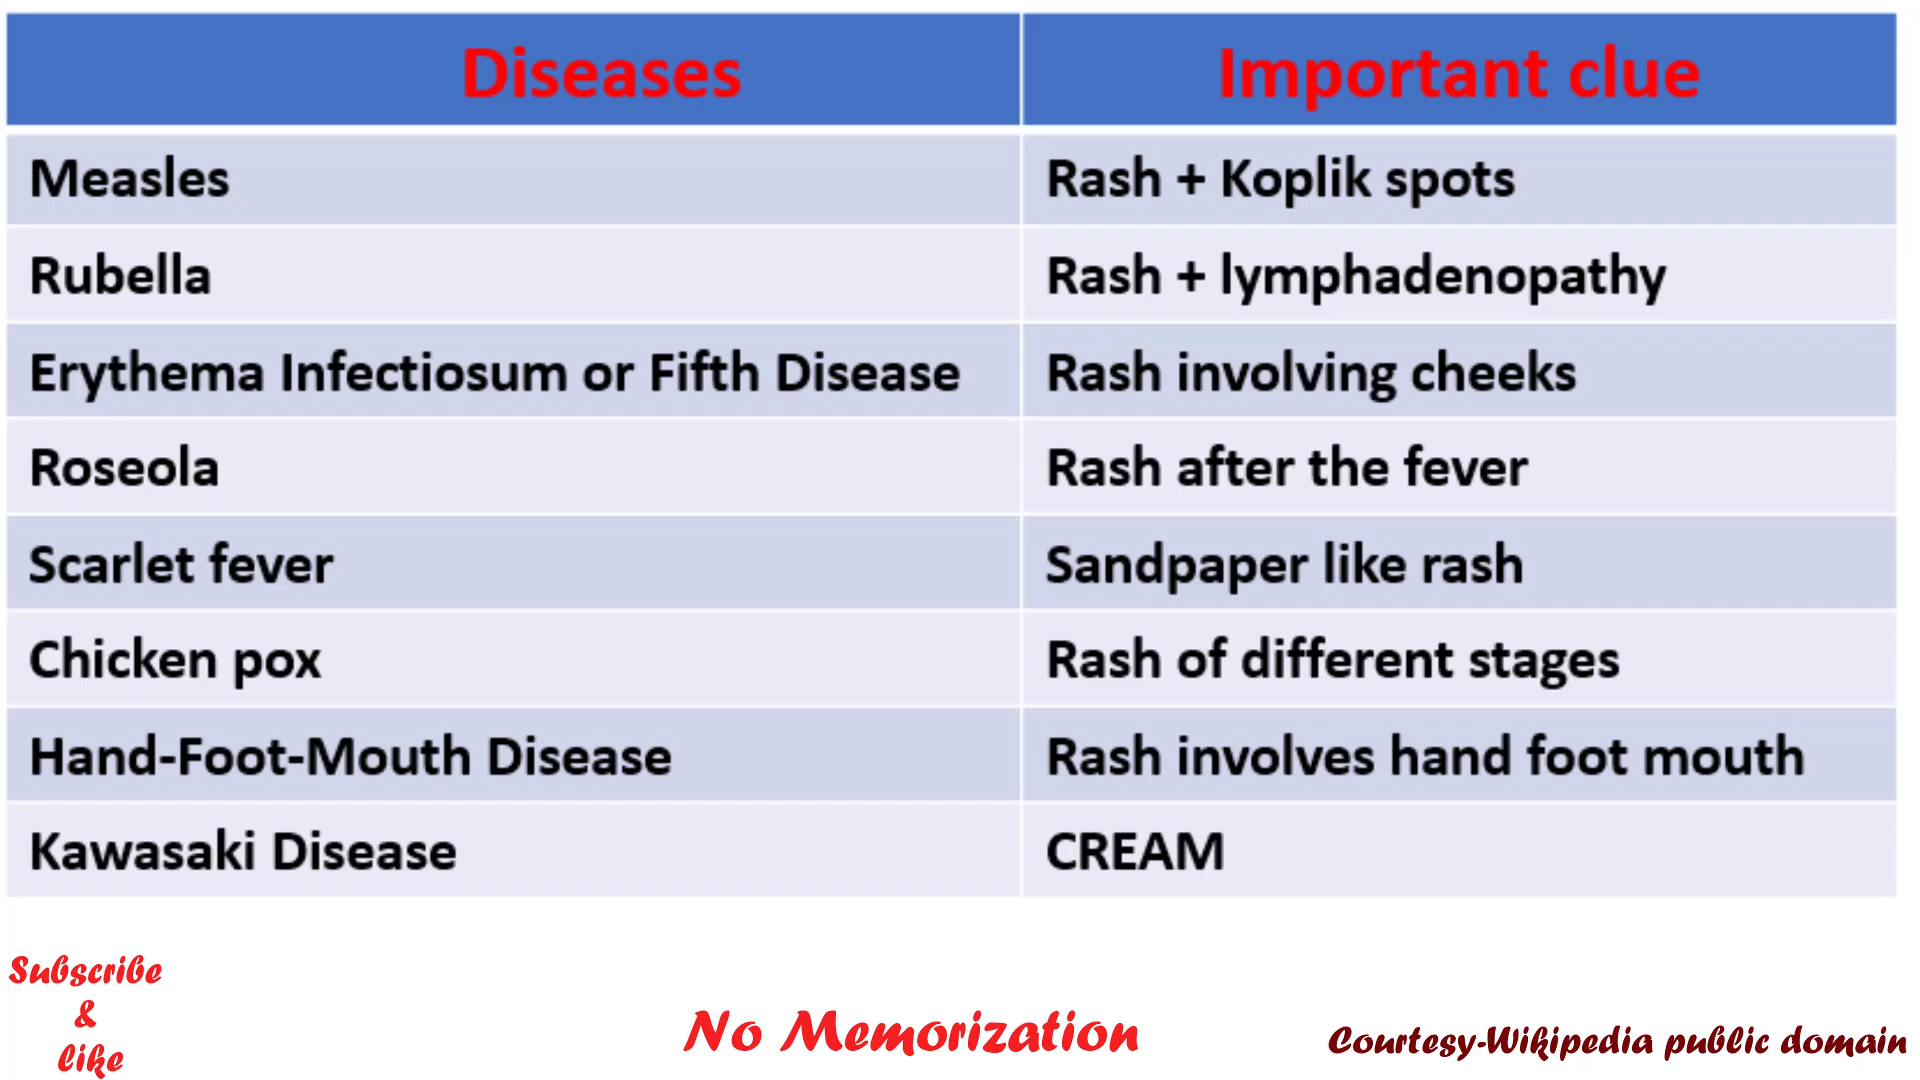 Diseases Important clue
Measles Rash + Koplik spots
Rubella Rash + lymphadenopathy
Erythema Infectiosum or Fifth Disease Rash involving cheeks
Roseola Rash after the fever
Scarlet fever Sandpaper like rash
Chicken pox Rash of different stages
Hand-Foot-Mouth Disease Rash involves hand foot mouth
Kawasaki Disease CREAM
Subscribe
&
like
No Memorization
Courtesy-Wikipedia public domain